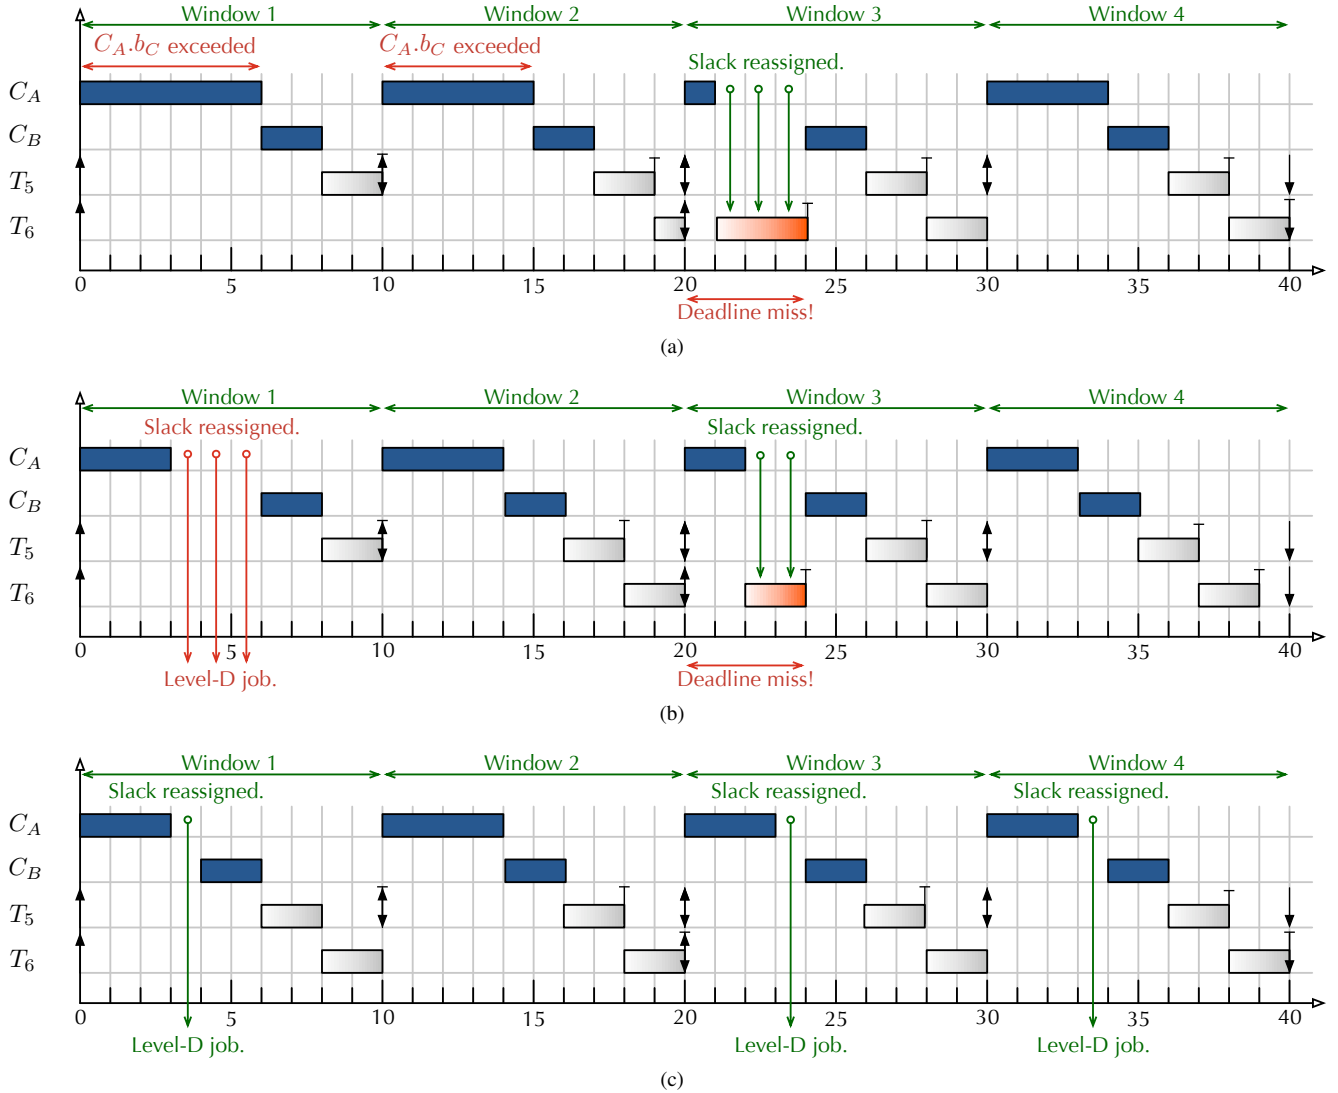 Window 1 Window 2 Window 3 Window 4
C_A.b_C exceeded C_A.b_C exceeded Slack reassigned.
C_A
C_B
T_5
T_6
0 5 10 15 20 25 30 35 40
Deadline miss!
(a)
Window 1 Window 2 Window 3 Window 4
Slack reassigned. Slack reassigned.
C_A
C_B
T_5
T_6
0 5 10 15 20 25 30 35 40
Level-D job. Deadline miss!
(b)
Window 1 Window 2 Window 3 Window 4
Slack reassigned. Slack reassigned. Slack reassigned.
C_A
C_B
T_5
T_6
0 5 10 15 20 25 30 35 40
Level-D job. Level-D job. Level-D job.
(c)